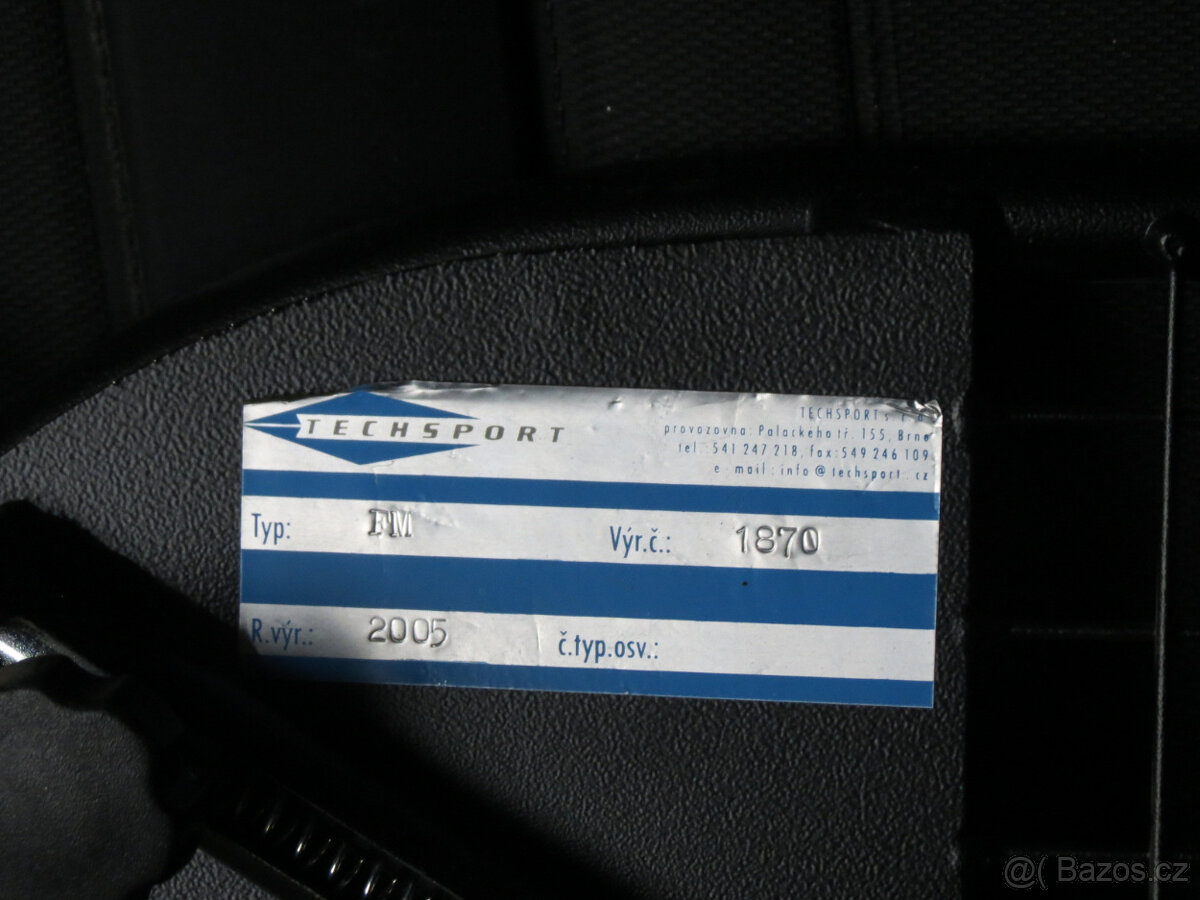 TECHSPORT
TECHSPORT s. r. o.
provozovna: Palackého tř. 155, Brno
tel.: 541 247 218, fax: 549 246 109
e-mail: info@techsport.cz
Typ: FM Výr.č.: 1870
R.výr.: 2005 č.typ.osv.:
@( Bazos.cz